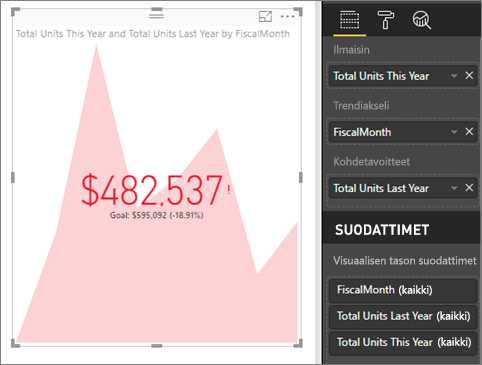 Total Units This Year and Total Units Last Year by FiscalMonth
$482,537!
Goal: $595,092 (-18.91%)
Ilmaisin
Total Units This Year
Trendiakseli
FiscalMonth
Kohdetavoitteet
Total Units Last Year
SUODATTIMET
Visuaalisen tason suodattimet
FiscalMonth (kaikki)
Total Units Last Year (kaikki)
Total Units This Year (kaikki)